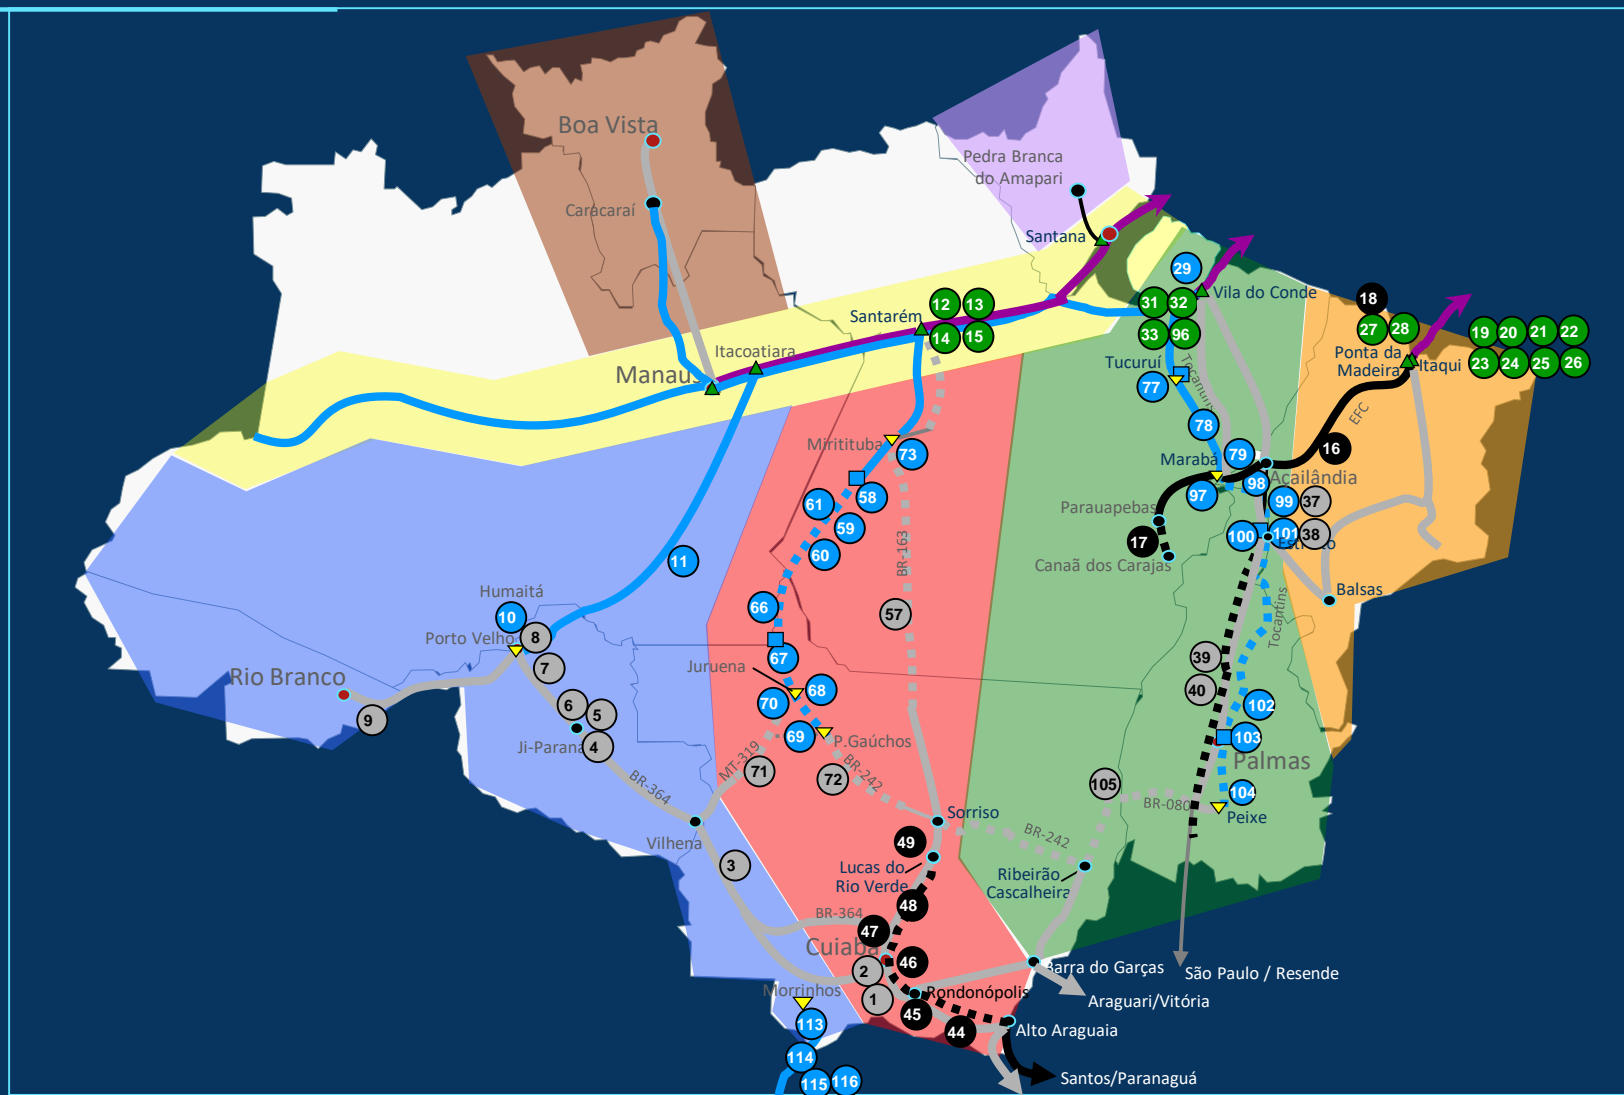 Boa Vista
Pedra Branca
do Amapari
Caracaraí
Santana
29
Vila do Conde
12
13
31
32
18
Santarém
14
15
33
96
27
28
19
20
21
22
Itacoatiara
Tucuruí
Ponta da
Madeira
Itaqui
23
24
25
26
Manaus
77
Tocantins
EFC
78
Miritituba
73
Marabá
79
16
Acailândia
98
61
58
97
99
37
Parauapebas
59
100
101
38
Estreito
60
17
BR-163
Canaã dos Carajas
11
Humaitá
Balsas
10
66
57
Tocantins
Porto Velho
8
7
67
39
Juruena
Rio Branco
68
40
9
6
5
70
102
Ji-Paraná
4
69
P.Gaúchos
103
Palmas
MT-319
71
72
BR-242
105
104
BR-364
BR-080
Peixe
Sorriso
Vilhena
49
BR-242
3
Lucas do
Rio Verde
Ribeirão
Cascalheira
48
BR-364
47
Cuiabá
46
2
Barra do Garças
São Paulo / Resende
Morrinhos
1
Rondonópolis
Araguari/Vitória
113
45
44
Alto Araguaia
114
115
116
Santos/Paranaguá